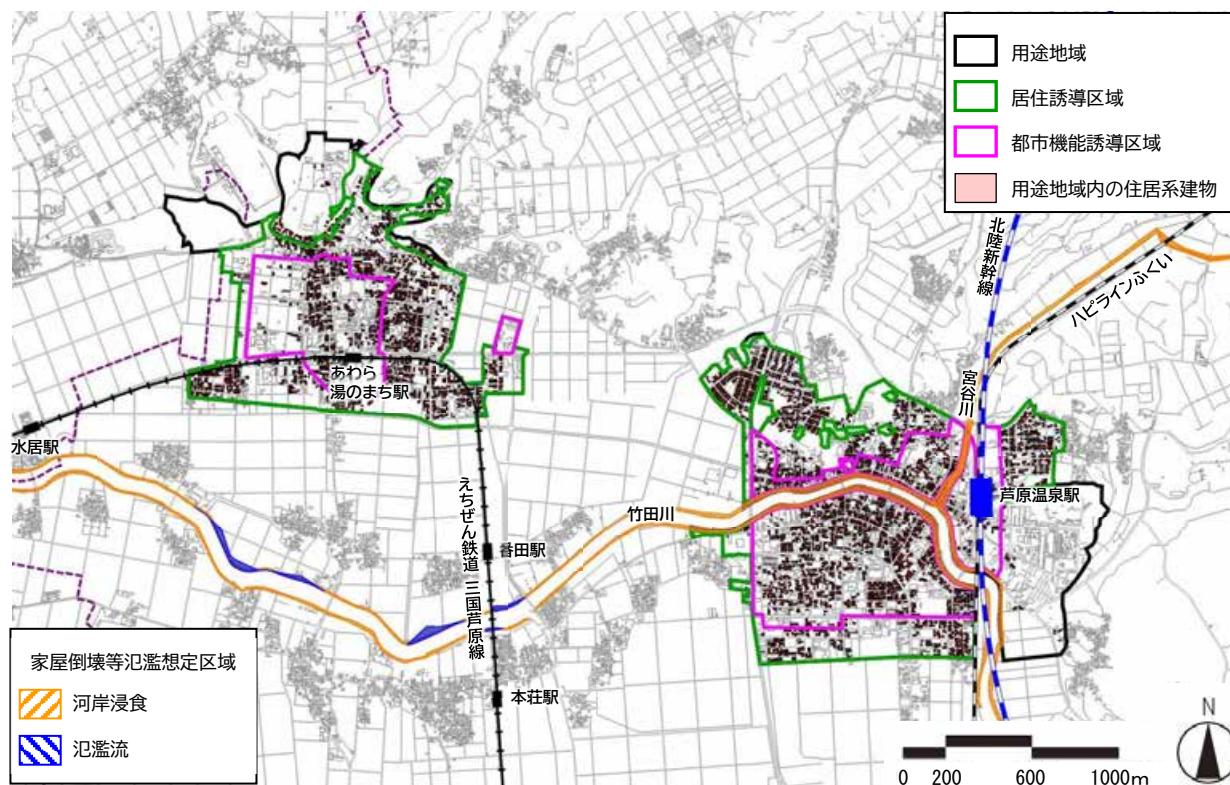 用途地域
居住誘導区域
都市機能誘導区域
用途地域内の住居系建物
北陸新幹線
ハピラインふくい
宮谷川
あわら
湯のまち駅
水居駅
芦原温泉駅
竹田川
えちぜん鉄道 三国芦原線
番田駅
本荘駅
家屋倒壊等氾濫想定区域
河岸浸食
氾濫流
N
0 200 600 1000m